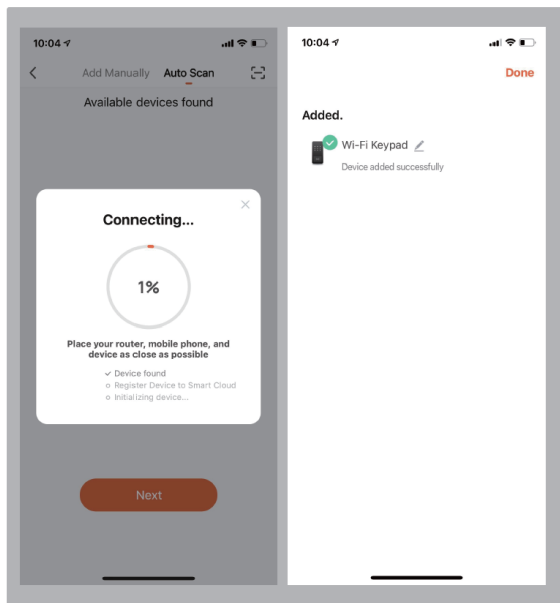 10:04
Add Manually Auto Scan
Available devices found
Connecting...
1%
Place your router, mobile phone, and
device as close as possible
Device found
Register Device to Smart Cloud
Initializing device...
Next
10:04
Done
Added.
Wi-Fi Keypad
Device added successfully